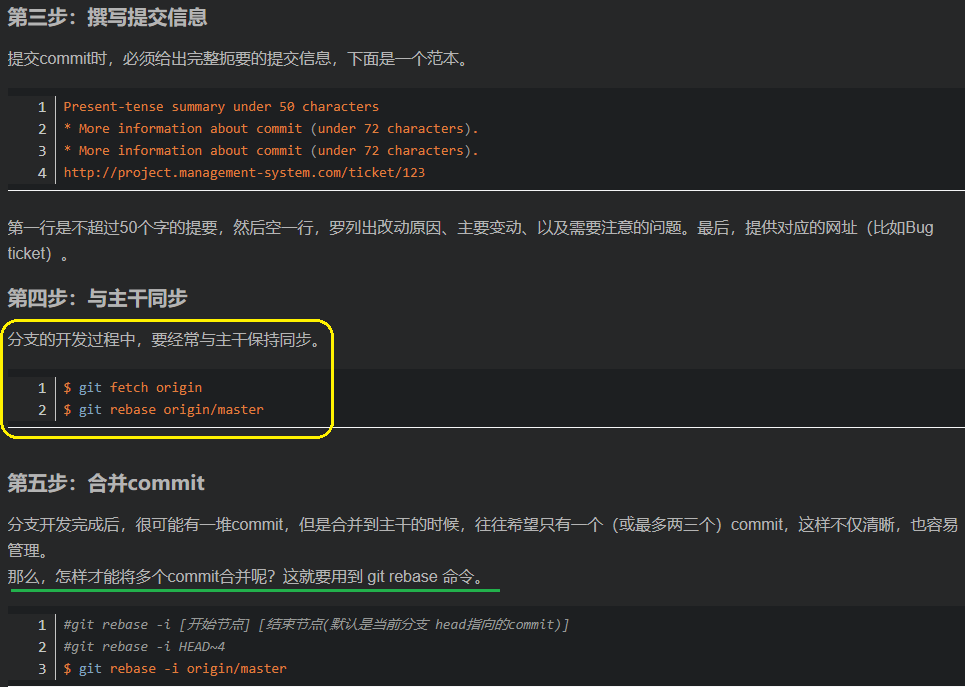 第三步：撰写提交信息
提交commit时，必须给出完整扼要的提交信息，下面是一个范本。
1 Present-tense summary under 50 characters
2 * More information about commit (under 72 characters).
3 * More information about commit (under 72 characters).
4 http://project.management-system.com/ticket/123
第一行是不超过50个字的提要，然后空一行，罗列出改动原因、主要变动、以及需要注意的问题。最后，提供对应的网址（比如Bug
ticket）。
第四步：与主干同步
分支的开发过程中，要经常与主干保持同步。
1 $ git fetch origin
2 $ git rebase origin/master
第五步：合并commit
分支开发完成后，很可能有一堆commit，但是合并到主干的时候，往往希望只有一个（或最多两三个）commit，这样不仅清晰，也容易
管理。
那么，怎样才能将多个commit合并呢？这就要用到 git rebase 命令。
1 #git rebase -i [开始节点] [结束节点(默认是当前分支 head指向的commit)]
2 #git rebase -i HEAD~4
3 $ git rebase -i origin/master